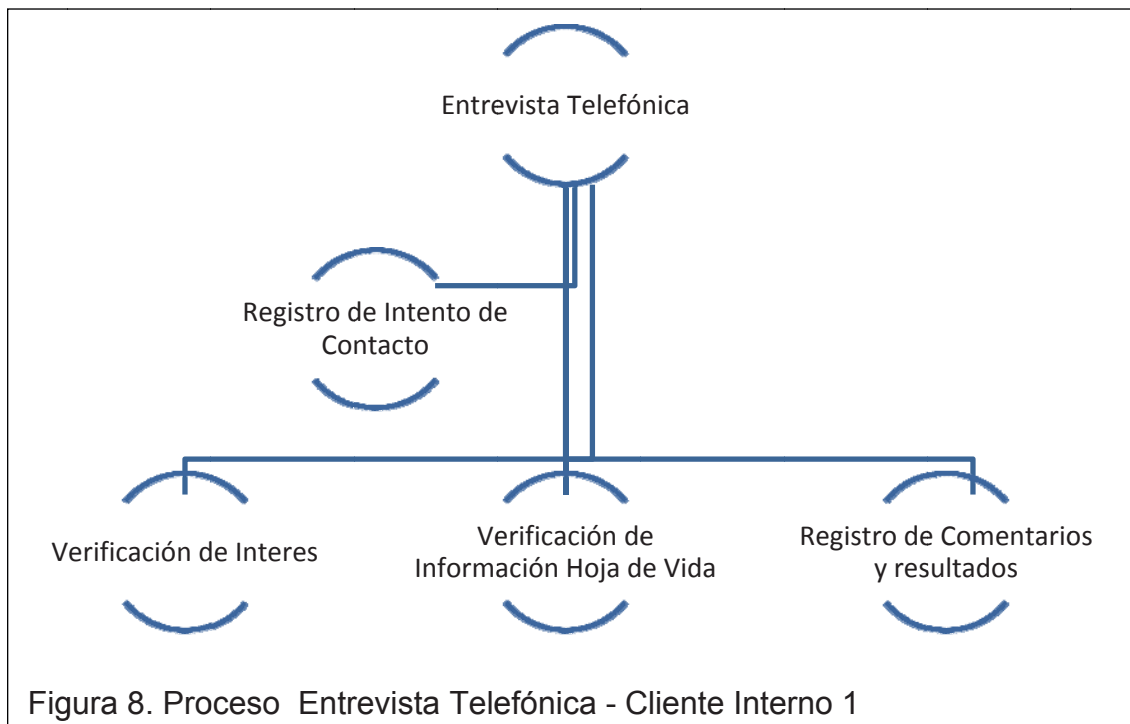 Entrevista Telefónica
Registro de Intento de
Contacto
Verificación de Interes
Verificación de
Información Hoja de Vida
Registro de Comentarios
y resultados
Figura 8. Proceso  Entrevista Telefónica - Cliente Interno 1